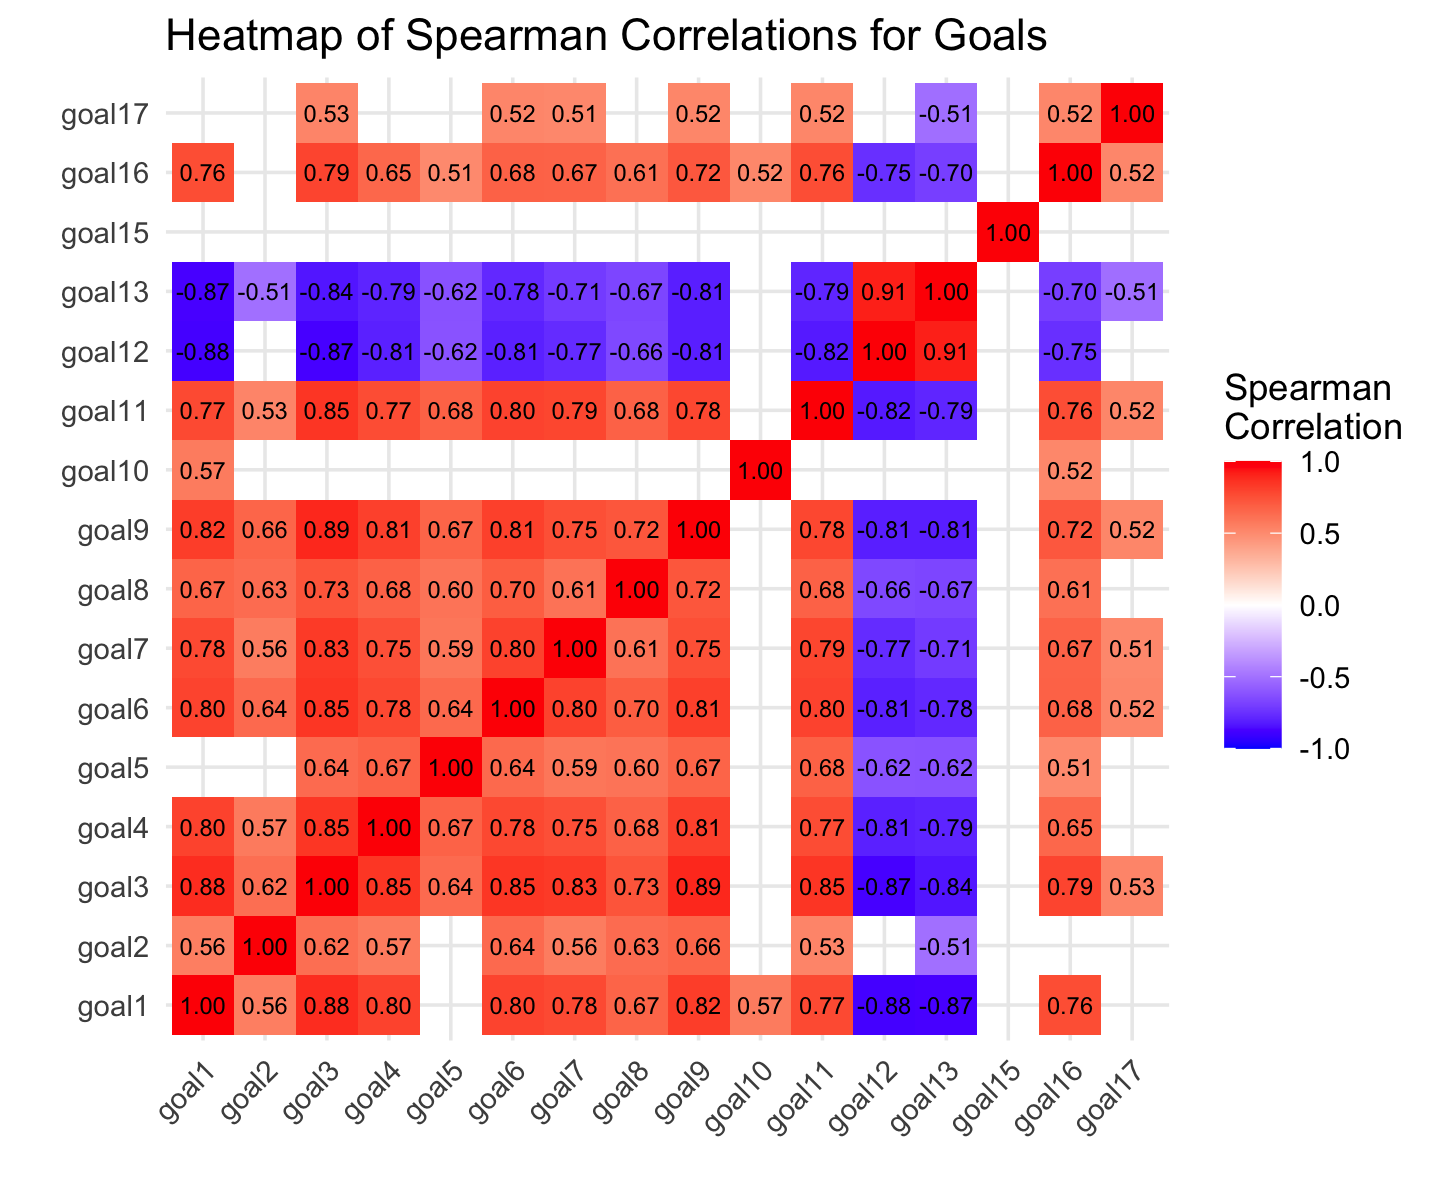 Heatmap of Spearman Correlations for Goals
goal17 0.53 0.52 0.51 0.52 0.52 -0.51 0.52 1.00
goal16 0.76 0.79 0.65 0.51 0.68 0.67 0.61 0.72 0.52 0.76 -0.75 -0.70 1.00 0.52
goal15 1.00
goal13 -0.87 -0.51 -0.84 -0.79 -0.62 -0.78 -0.71 -0.67 -0.81 -0.79 0.91 1.00 -0.70 -0.51
goal12 -0.88 -0.87 -0.81 -0.62 -0.81 -0.77 -0.66 -0.81 -0.82 1.00 0.91 -0.75
goal11 0.77 0.53 0.85 0.77 0.68 0.80 0.79 0.68 0.78 1.00 -0.82 -0.79 0.76 0.52
goal10 0.57 1.00 0.52
goal9 0.82 0.66 0.89 0.81 0.67 0.81 0.75 0.72 1.00 0.78 -0.81 -0.81 0.72 0.52
goal8 0.67 0.63 0.73 0.68 0.60 0.70 0.61 1.00 0.72 0.68 -0.66 -0.67 0.61
goal7 0.78 0.56 0.83 0.75 0.59 0.80 1.00 0.61 0.75 0.79 -0.77 -0.71 0.67 0.51
goal6 0.80 0.64 0.85 0.78 0.64 1.00 0.80 0.70 0.81 0.80 -0.81 -0.78 0.68 0.52
goal5 0.64 0.67 1.00 0.64 0.59 0.60 0.67 0.68 -0.62 -0.62 0.51
goal4 0.80 0.57 0.85 1.00 0.67 0.78 0.75 0.68 0.81 0.77 -0.81 -0.79 0.65
goal3 0.88 0.62 1.00 0.85 0.64 0.85 0.83 0.73 0.89 0.85 -0.87 -0.84 0.79 0.53
goal2 0.56 1.00 0.62 0.57 0.64 0.56 0.63 0.66 0.53 -0.51
goal1 1.00 0.56 0.88 0.80 0.80 0.78 0.67 0.82 0.57 0.77 -0.88 -0.87 0.76
goal1 goal2 goal3 goal4 goal5 goal6 goal7 goal8 goal9 goal10 goal11 goal12 goal13 goal15 goal16 goal17
Spearman
Correlation
1.0
0.5
0.0
-0.5
-1.0